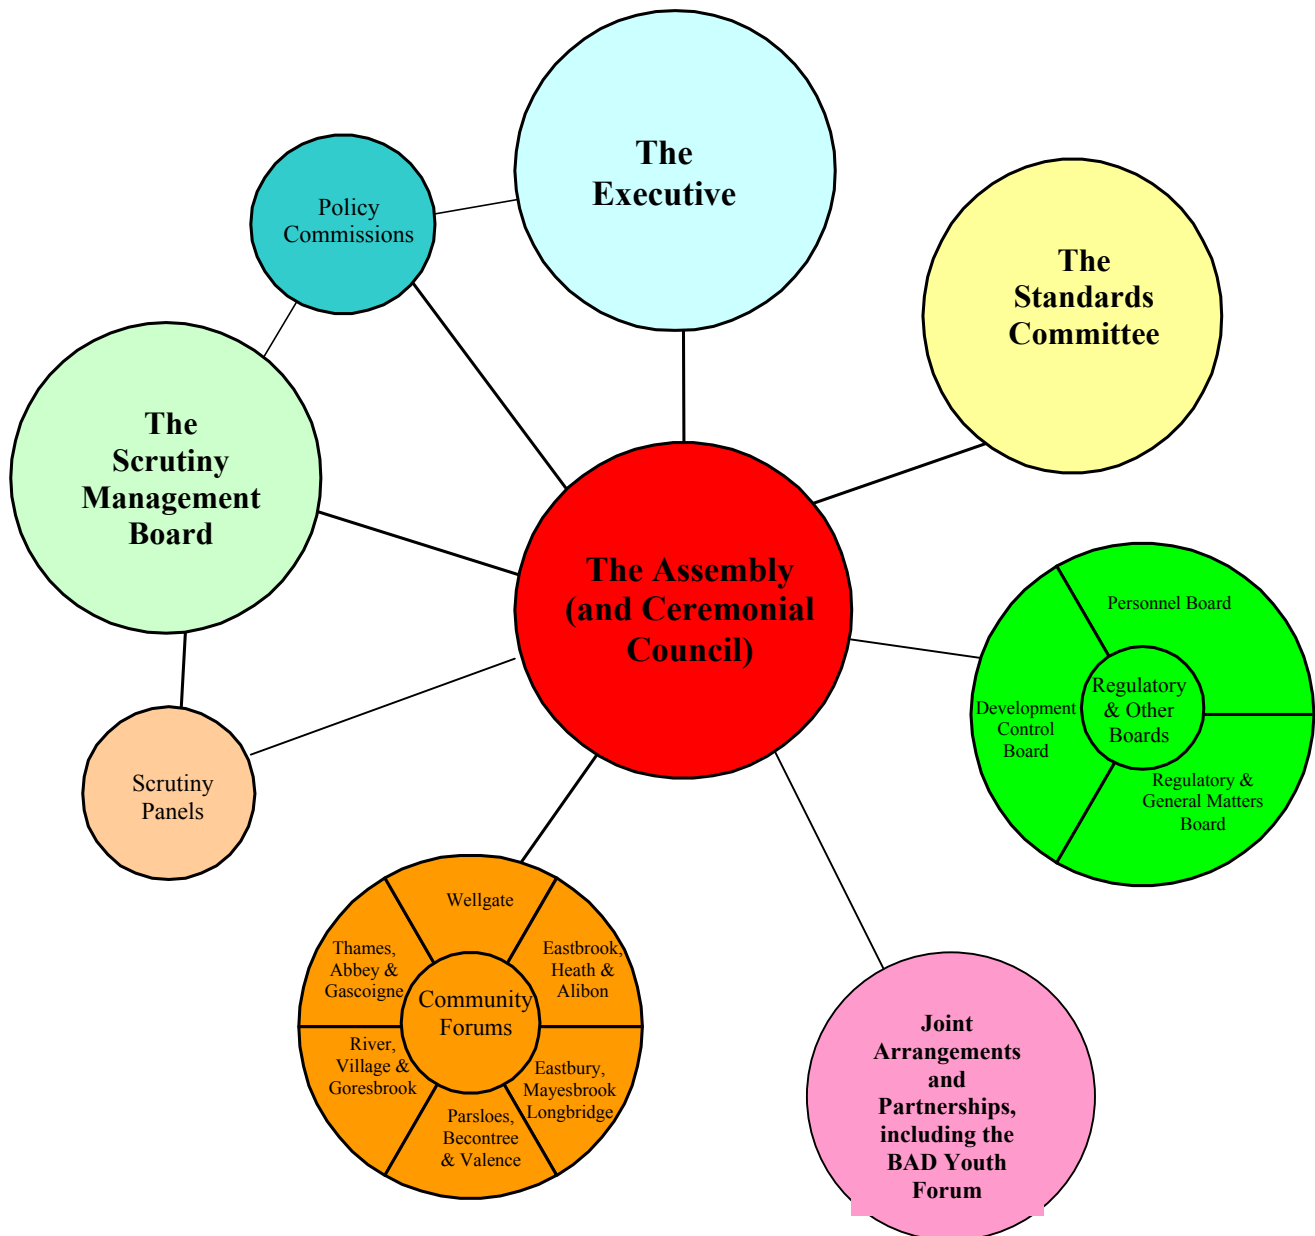 The
Executive
Policy
Commissions
The
Standards
Committee
The
Scrutiny
Management
Board
The Assembly
(and Ceremonial
Council)
Personnel Board
Regulatory
& Other
Boards
Development
Control
Board
Regulatory &
General Matters
Board
Scrutiny
Panels
Wellgate
Thames,
Abbey &
Gascoigne
Eastbrook,
Heath &
Alibon
Community
Forums
River,
Village &
Goresbrook
Eastbury,
Mayesbrook
Longbridge
Parsloes,
Becontree
& Valence
Joint
Arrangements
and
Partnerships,
including the
BAD Youth
Forum